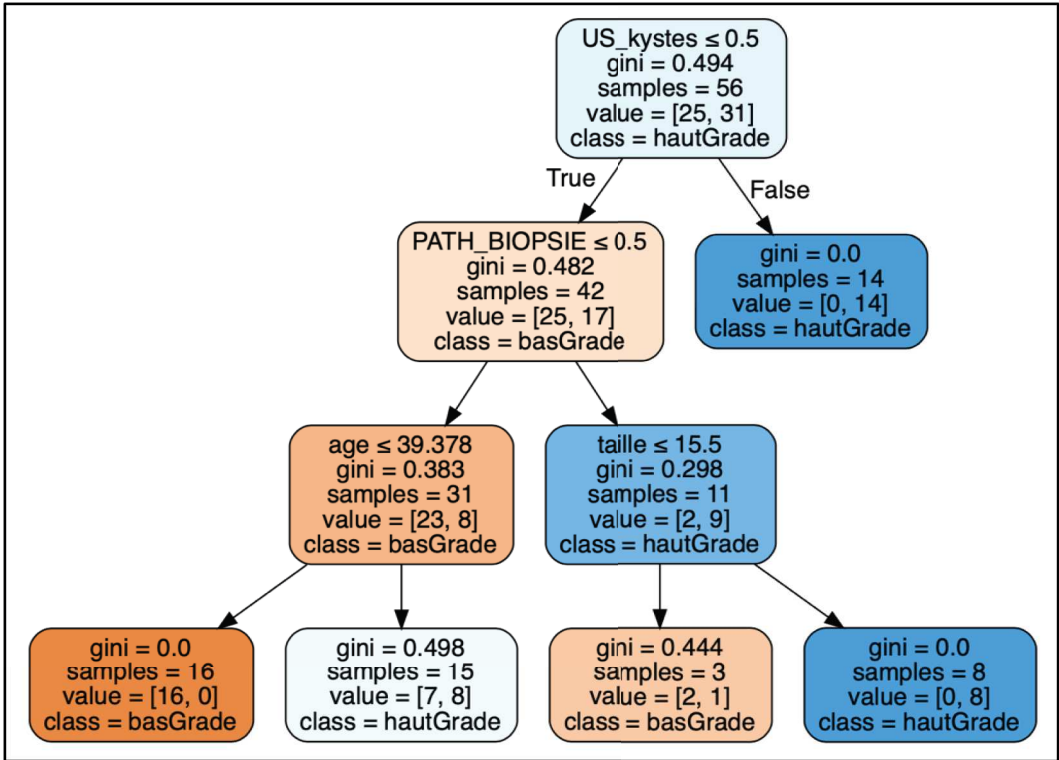 US_kystes ≤ 0.5
gini = 0.494
samples = 56
value = [25, 31]
class = hautGrade
True
False
PATH_BIOPSIE ≤ 0.5
gini = 0.482
samples = 42
value = [25, 17]
class = basGrade
gini = 0.0
samples = 14
value = [0, 14]
class = hautGrade
age ≤ 39.378
gini = 0.383
samples = 31
value = [23, 8]
class = basGrade
taille ≤ 15.5
gini = 0.298
samples = 11
value = [2, 9]
class = hautGrade
gini = 0.0
samples = 16
value = [16, 0]
class = basGrade
gini = 0.498
samples = 15
value = [7, 8]
class = hautGrade
gini = 0.444
samples = 3
value = [2, 1]
class = basGrade
gini = 0.0
samples = 8
value = [0, 8]
class = hautGrade